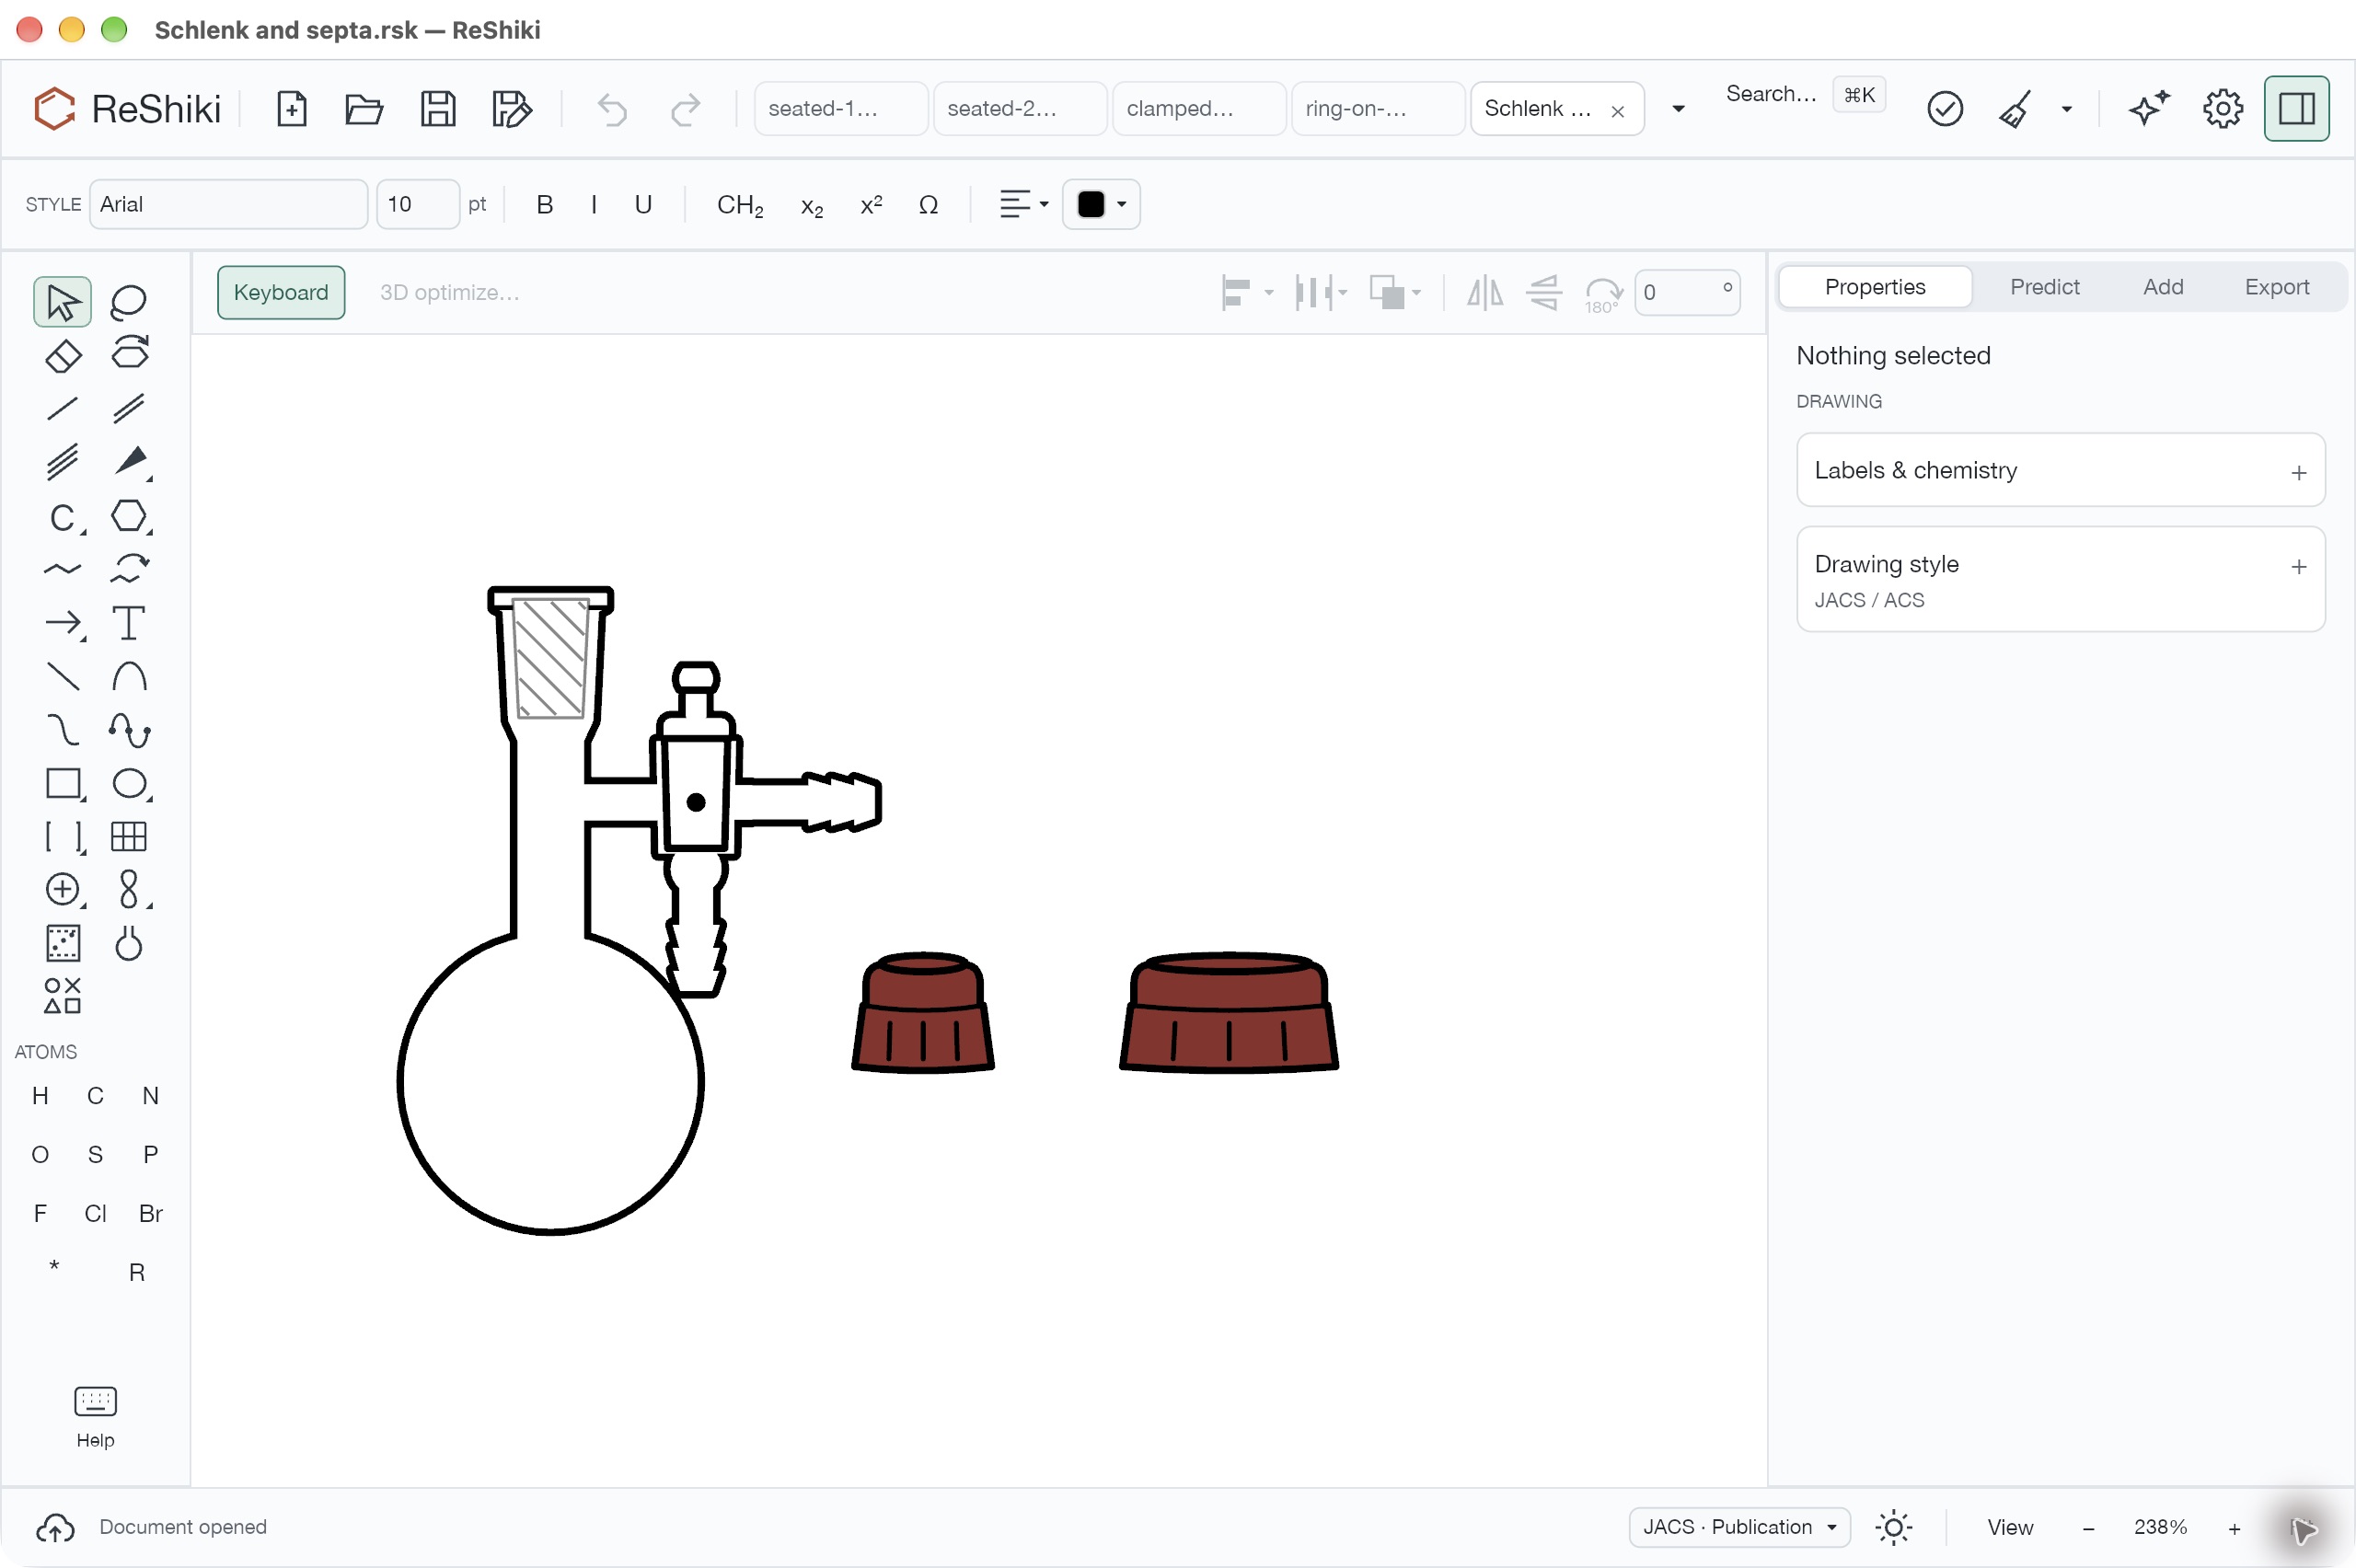 Schlenk and septa.rsk — ReShiki
ReShiki
seated-1...
seated-2...
clamped...
ring-on-...
Schlenk ...
Search...
⌘K
STYLE
Arial
10
pt
B
I
U
CH₂
x₂
x²
Ω
Keyboard
3D optimize...
180°
0
°
Properties
Predict
Add
Export
Nothing selected
DRAWING
Labels & chemistry
+
Drawing style
+
JACS / ACS
C
T
ATOMS
H C N
O S P
F Cl Br
* R
Help
Document opened
JACS · Publication
View
−
238%
+